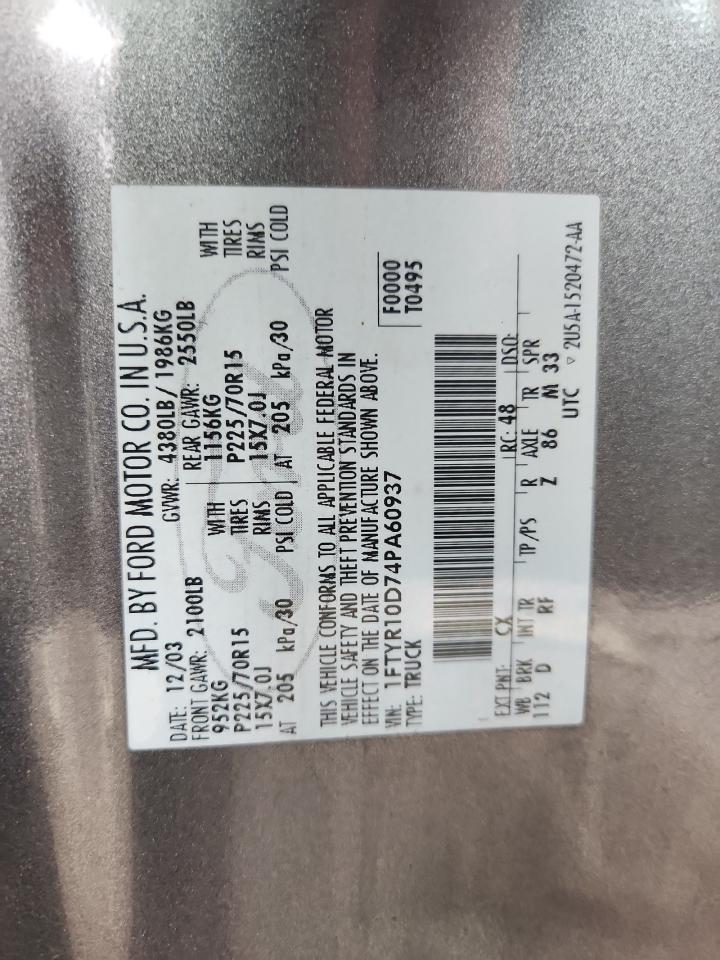 MFD. BY FORD MOTOR CO. IN U.S.A.
DATE: 12/03 GVWR: 4380LB/ 1986KG
FRONT GAWR: 2100LB REAR GAWR: 2550LB
952KG WITH 1156KG WITH
P225/70R15 TIRES P225/70R15 TIRES
15X7.0J RIMS 15X7.0J RIMS
AT 205 kPa/30 PSI COLD AT 205 kPa/30 PSI COLD
Ford
THIS VEHICLE CONFORMS TO ALL APPLICABLE FEDERAL MOTOR
VEHICLE SAFETY AND THEFT PREVENTION STANDARDS IN
EFFECT ON THE DATE OF MANUFACTURE SHOWN ABOVE.
VIN: 1FTYR10D74PA60937 F0000
TYPE: TRUCK T0495
EXT PNT: CX RC: 48 DSO:
WB BRK INT TR TP/PS R AXLE TR SPR
112 D RF Z 86 M 33
UTC ▽ 2U5A-1520472-AA